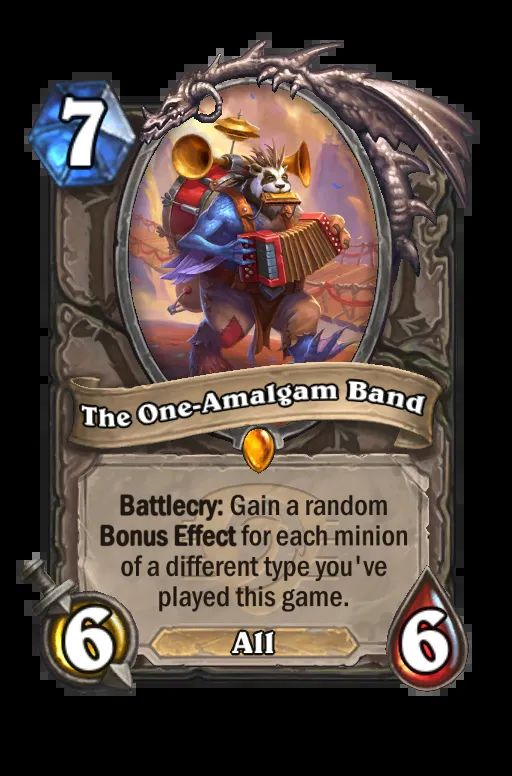 7
The One-Amalgam Band
Battlecry: Gain a random
Bonus Effect for each minion
of a different type you've
played this game.
6
All
6